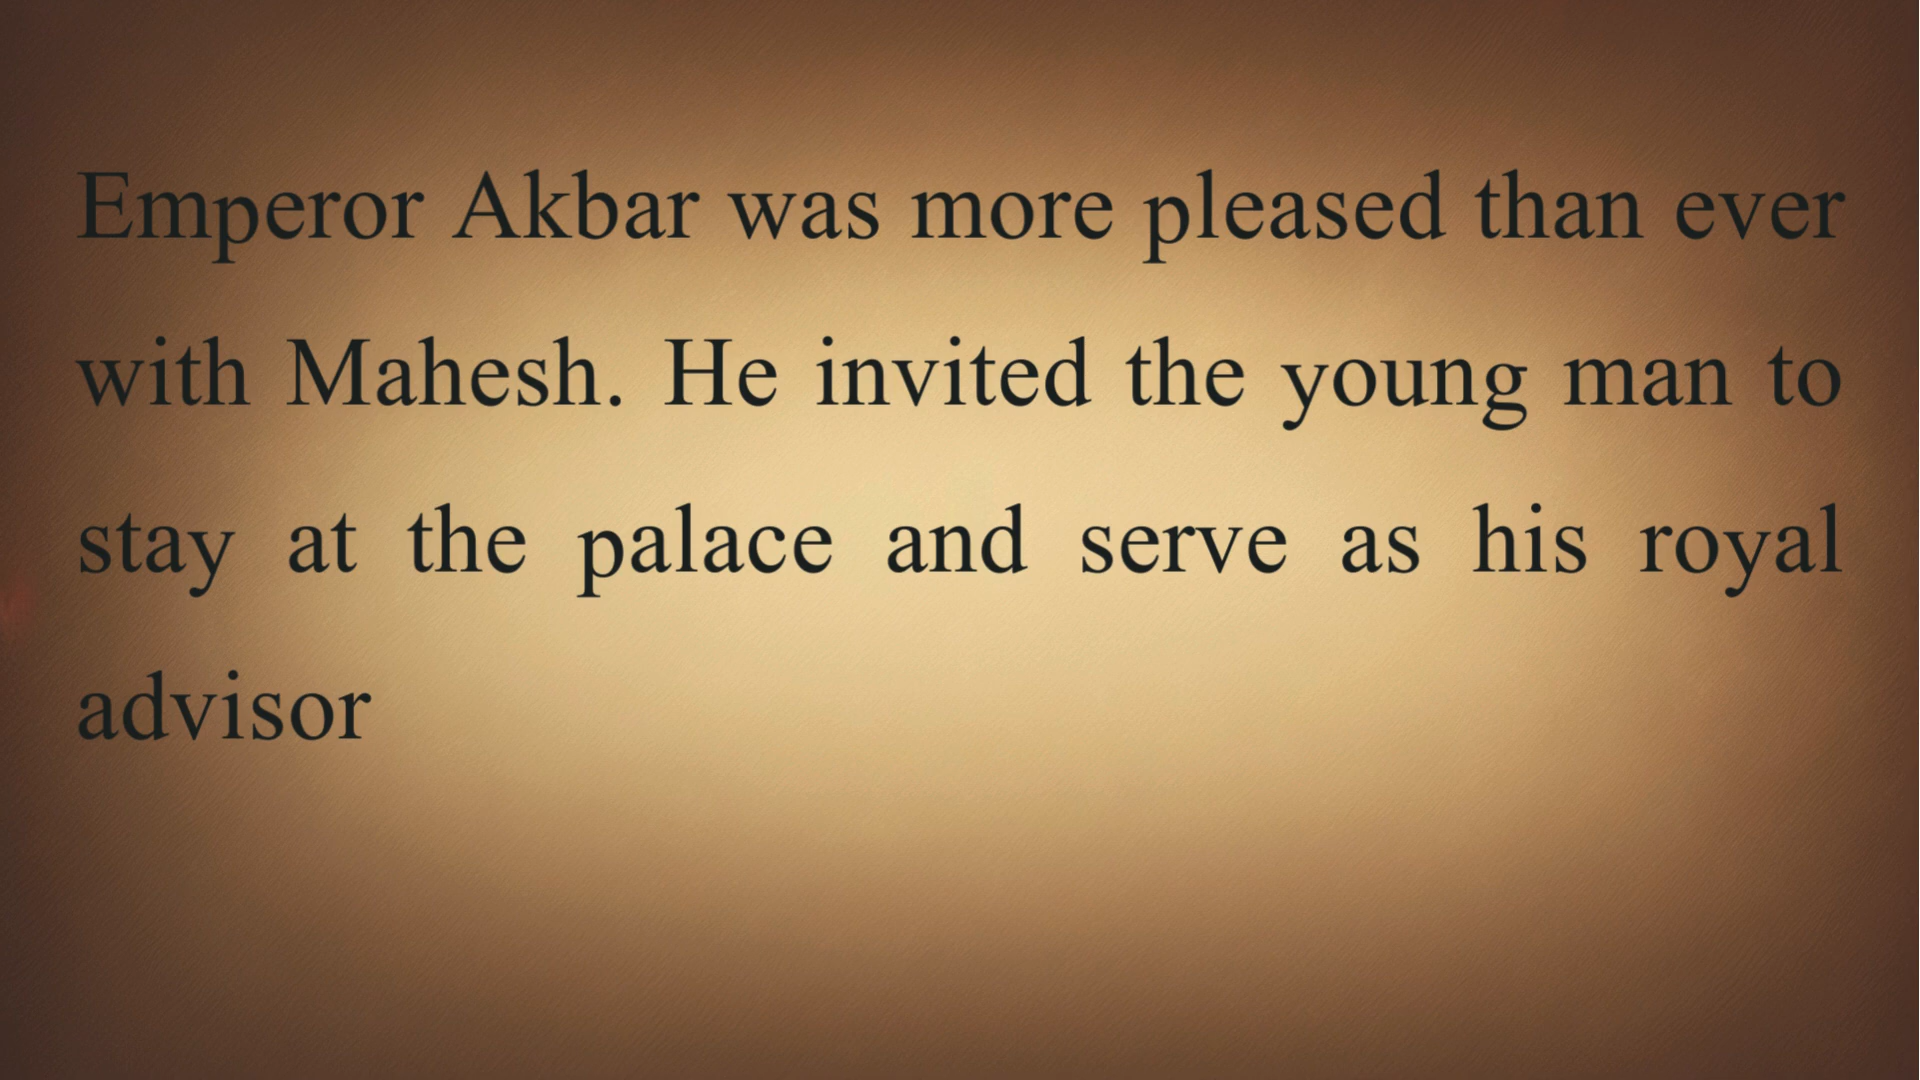 Emperor Akbar was more pleased than ever
with Mahesh. He invited the young man to
stay at the palace and serve as his royal
advisor